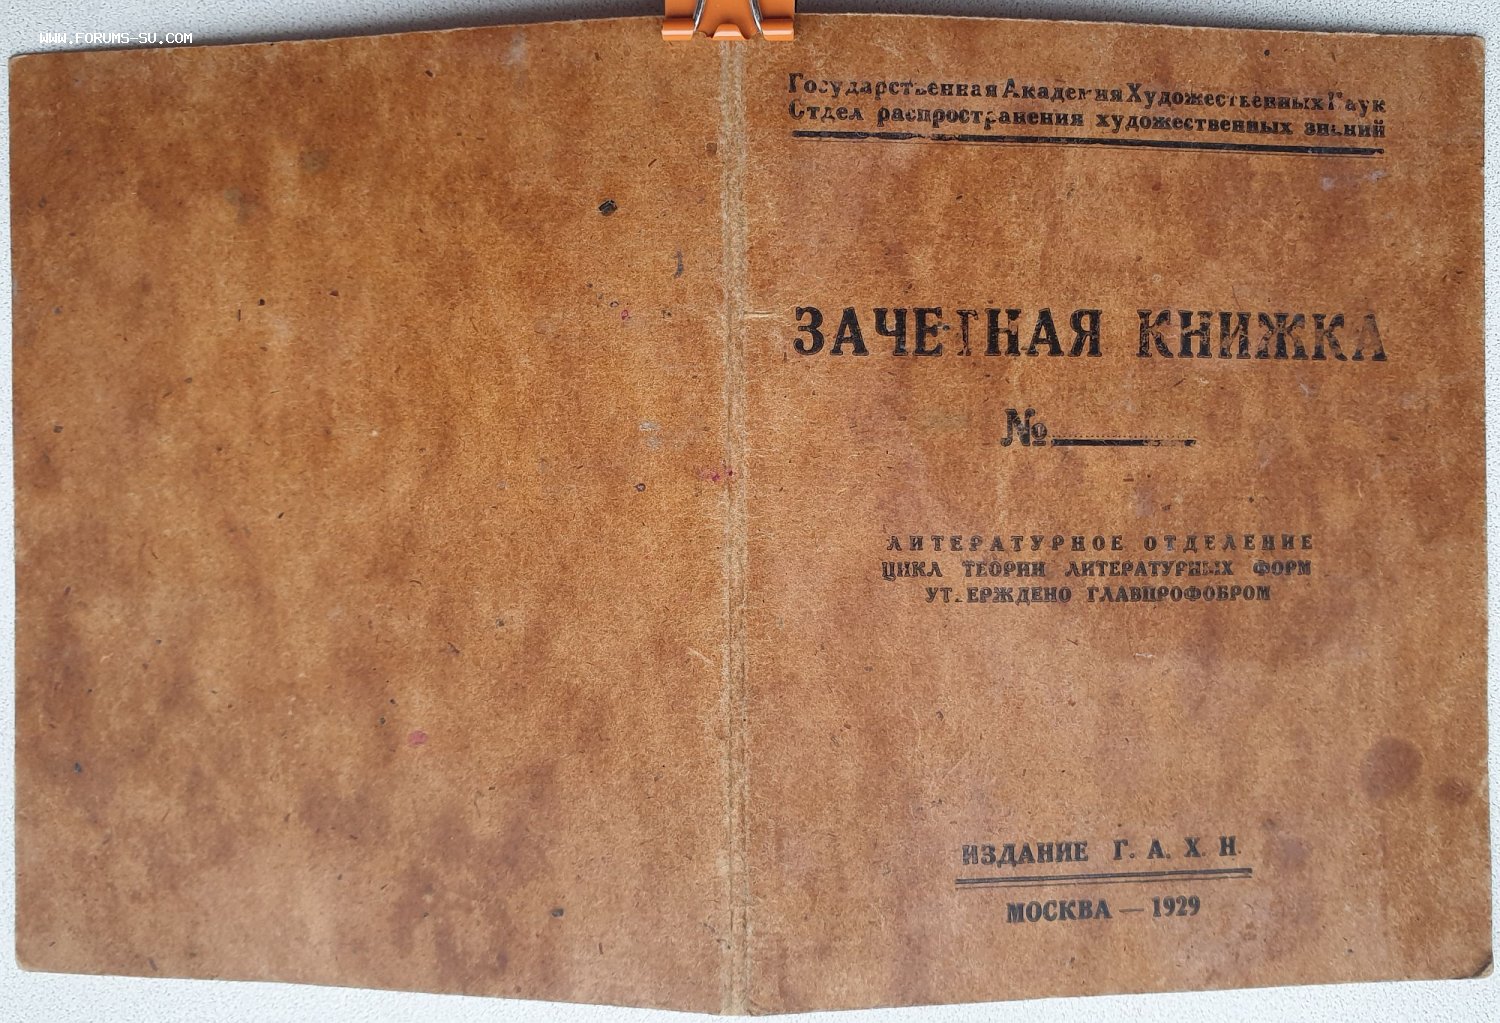 WWW.FORUMS-SU.COM
Государственная Академия Художественных Наук
Отдел распространения художественных знаний
ЗАЧЕТНАЯ КНИЖКА
№
ЛИТЕРАТУРНОЕ ОТДЕЛЕНИЕ
ЦИКЛ ТЕОРИИ ЛИТЕРАТУРНЫХ ФОРМ
УТВЕРЖДЕНО ГЛАВПРОФОБРОМ
ИЗДАНИЕ Г. А. Х. Н.
МОСКВА — 1929